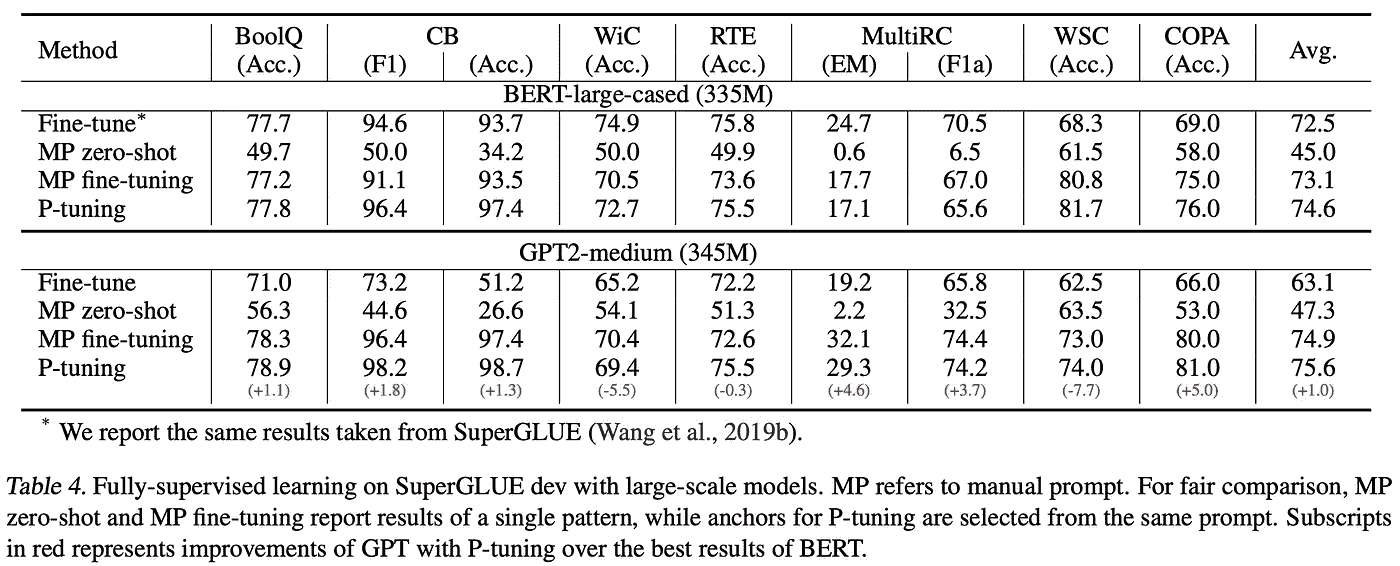 Method BoolQ (Acc.) CB (F1) (Acc.) WiC (Acc.) RTE (Acc.) MultiRC (EM) (F1a) WSC (Acc.) COPA (Acc.) Avg.
BERT-large-cased (335M)
Fine-tune* 77.7 94.6 93.7 74.9 75.8 24.7 70.5 68.3 69.0 72.5
MP zero-shot 49.7 50.0 34.2 50.0 49.9 0.6 6.5 61.5 58.0 45.0
MP fine-tuning 77.2 91.1 93.5 70.5 73.6 17.7 67.0 80.8 75.0 73.1
P-tuning 77.8 96.4 97.4 72.7 75.5 17.1 65.6 81.7 76.0 74.6
GPT2-medium (345M)
Fine-tune 71.0 73.2 51.2 65.2 72.2 19.2 65.8 62.5 66.0 63.1
MP zero-shot 56.3 44.6 26.6 54.1 51.3 2.2 32.5 63.5 53.0 47.3
MP fine-tuning 78.3 96.4 97.4 70.4 72.6 32.1 74.4 73.0 80.0 74.9
P-tuning 78.9 98.2 98.7 69.4 75.5 29.3 74.2 74.0 81.0 75.6
(+1.1) (+1.8) (+1.3) (-5.5) (-0.3) (+4.6) (+3.7) (-7.7) (+5.0) (+1.0)
* We report the same results taken from SuperGLUE (Wang et al., 2019b).
Table 4. Fully-supervised learning on SuperGLUE dev with large-scale models. MP refers to manual prompt. For fair comparison, MP
zero-shot and MP fine-tuning report results of a single pattern, while anchors for P-tuning are selected from the same prompt. Subscripts
in red represents improvements of GPT with P-tuning over the best results of BERT.